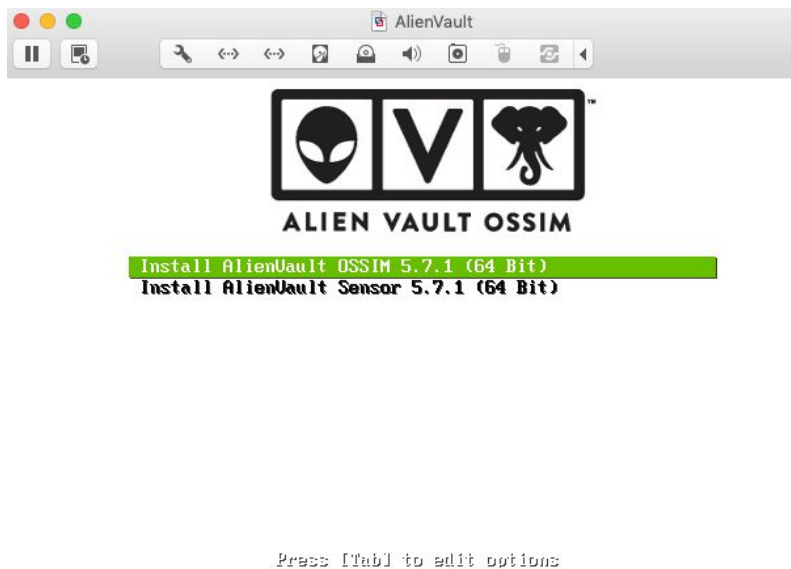 AlienVault
V
™
ALIEN VAULT OSSIM
Install AlienVault OSSIM 5.7.1 (64 Bit)
Install AlienVault Sensor 5.7.1 (64 Bit)
Press [Tab] to edit options